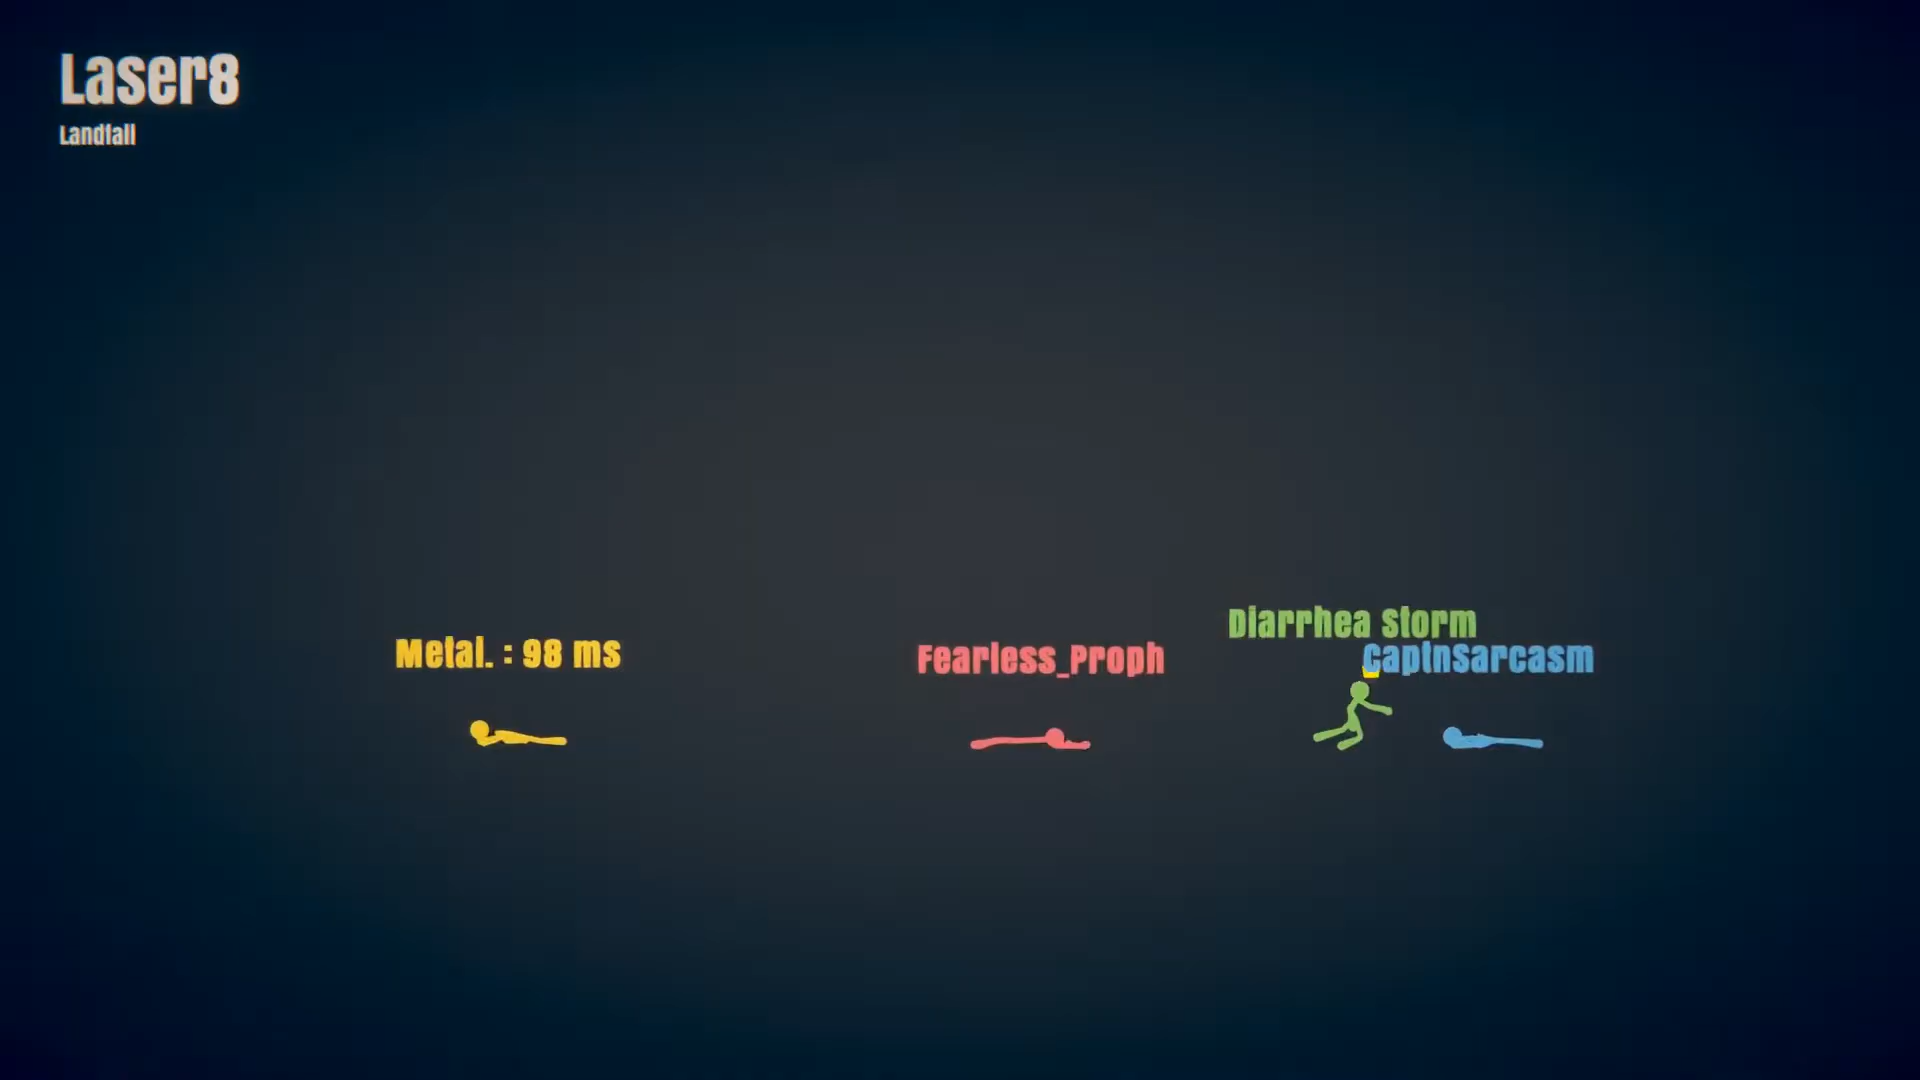 Laser8
Landfall
Diarrhea Storm
Metal. : 98 ms
Fearless_Proph
CaptnSarcasm